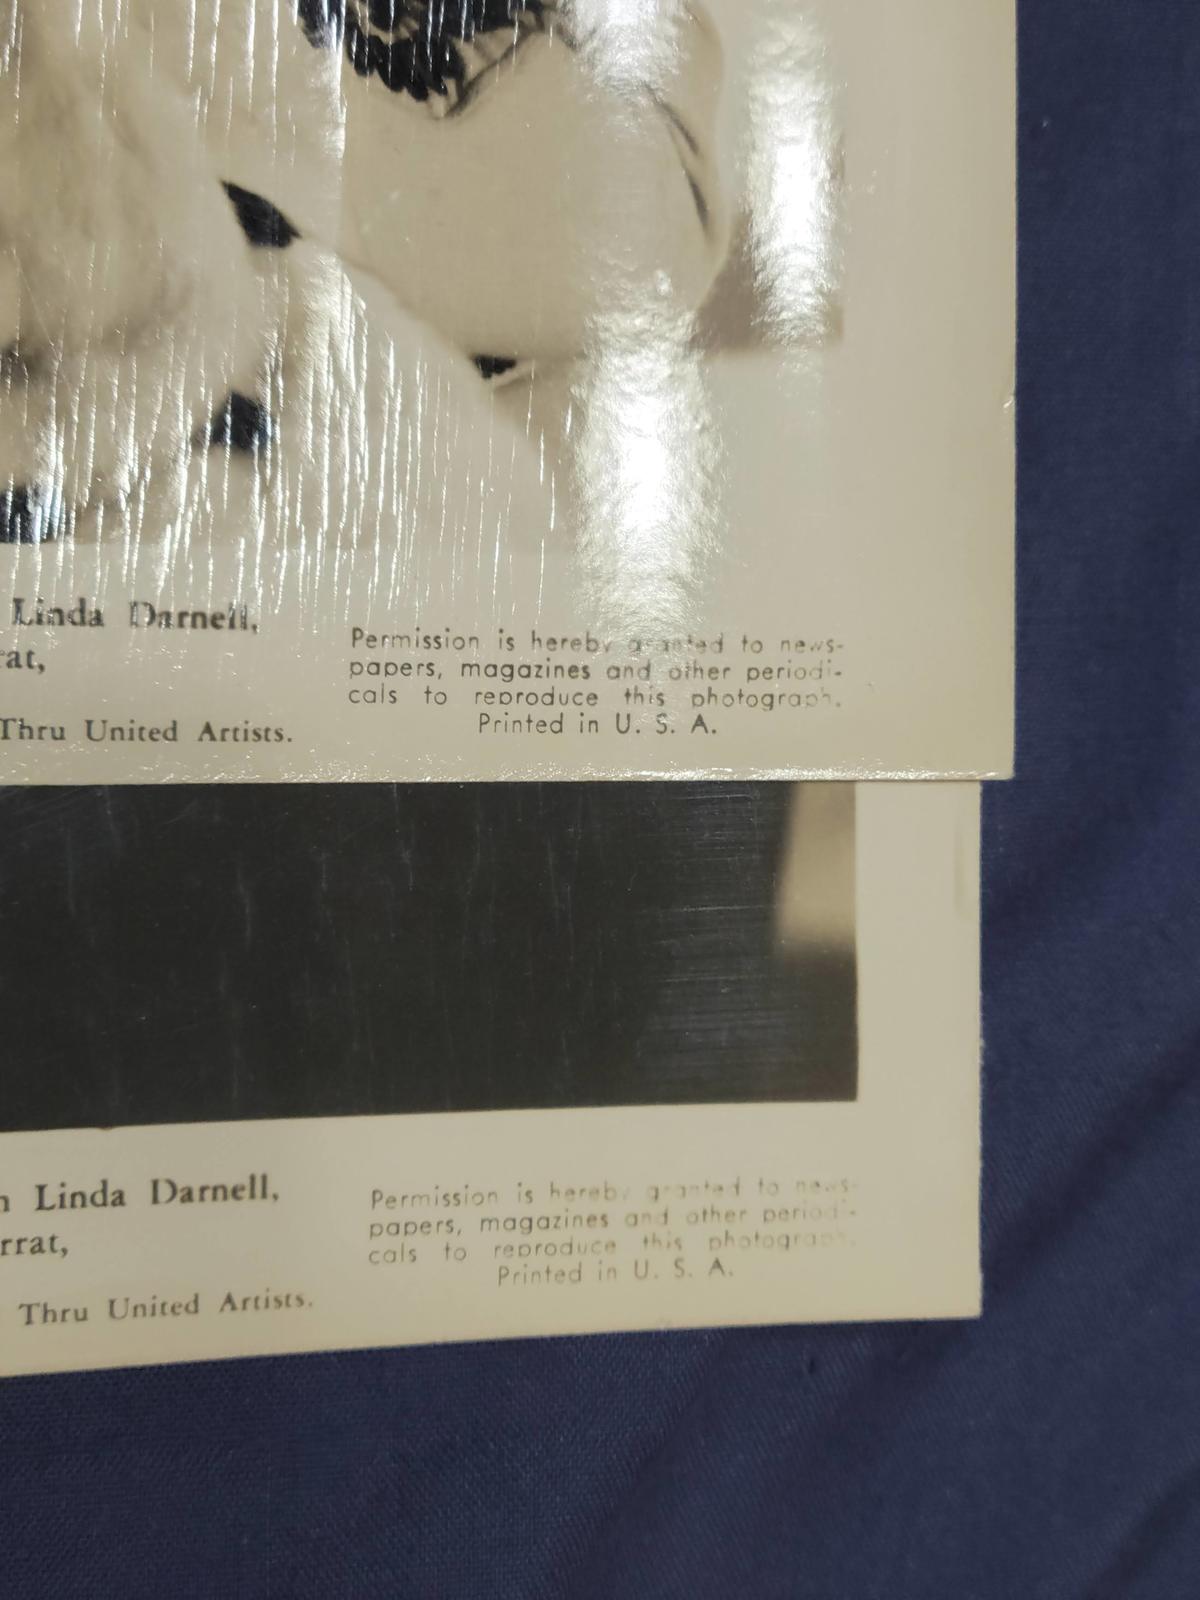 Linda Darnell,
rat,
Thru United Artists.
Permission is hereby granted to news-
papers, magazines and other periodi-
cals to reproduce this photograph.
Printed in U. S. A.
n Linda Darnell,
rrat,
Thru United Artists.
Permission is hereby granted to news-
papers, magazines and other periodi-
cals to reproduce this photograph.
Printed in U. S. A.